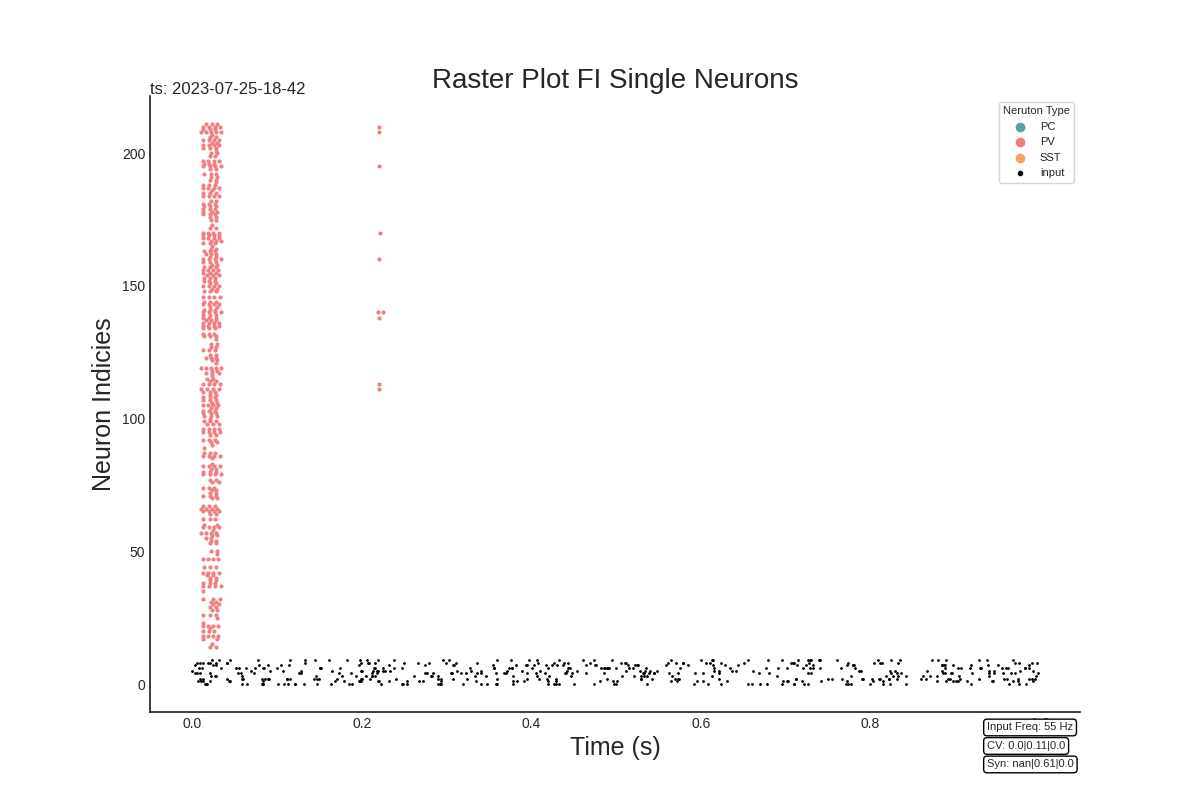 Raster Plot FI Single Neurons
ts: 2023-07-25-18-42
Neruton Type
PC
PV
SST
input
Neuron Indicies
200
150
100
50
0
0.0 0.2 0.4 0.6 0.8
Time (s)
Input Freq: 55 Hz
CV: 0.0|0.11|0.0
Syn: nan|0.61|0.0